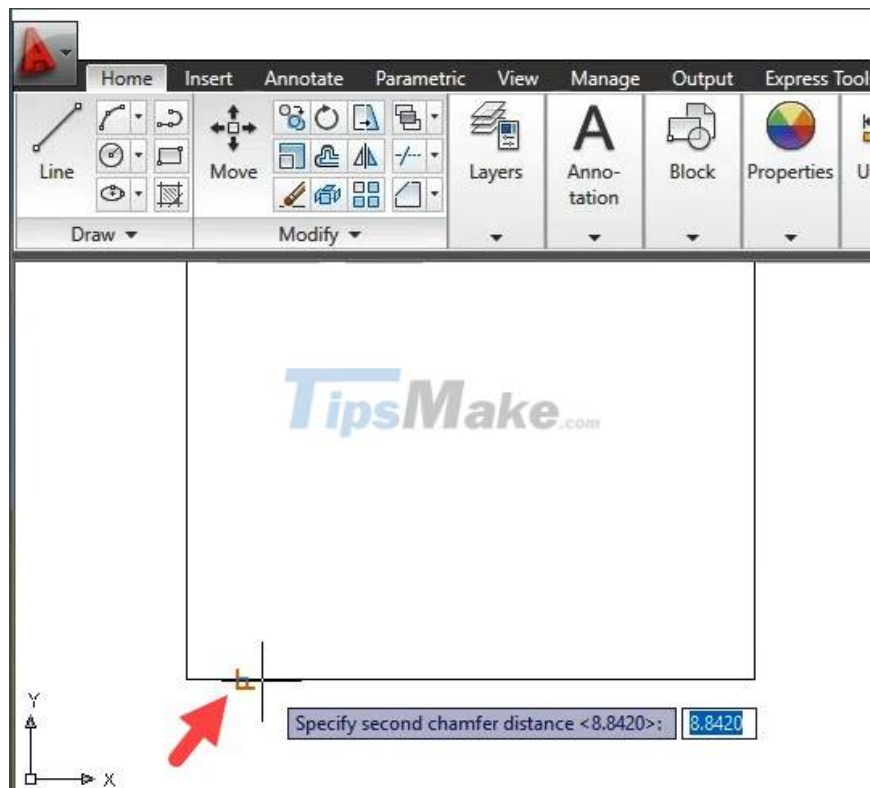 Home Insert Annotate Parametric View Manage Output Express Tool
Line Move Layers Anno-
tation Block Properties U
Draw Modify
TipsMake.com
Specify second chamfer distance <8.8420>: 8.8420
Y
X